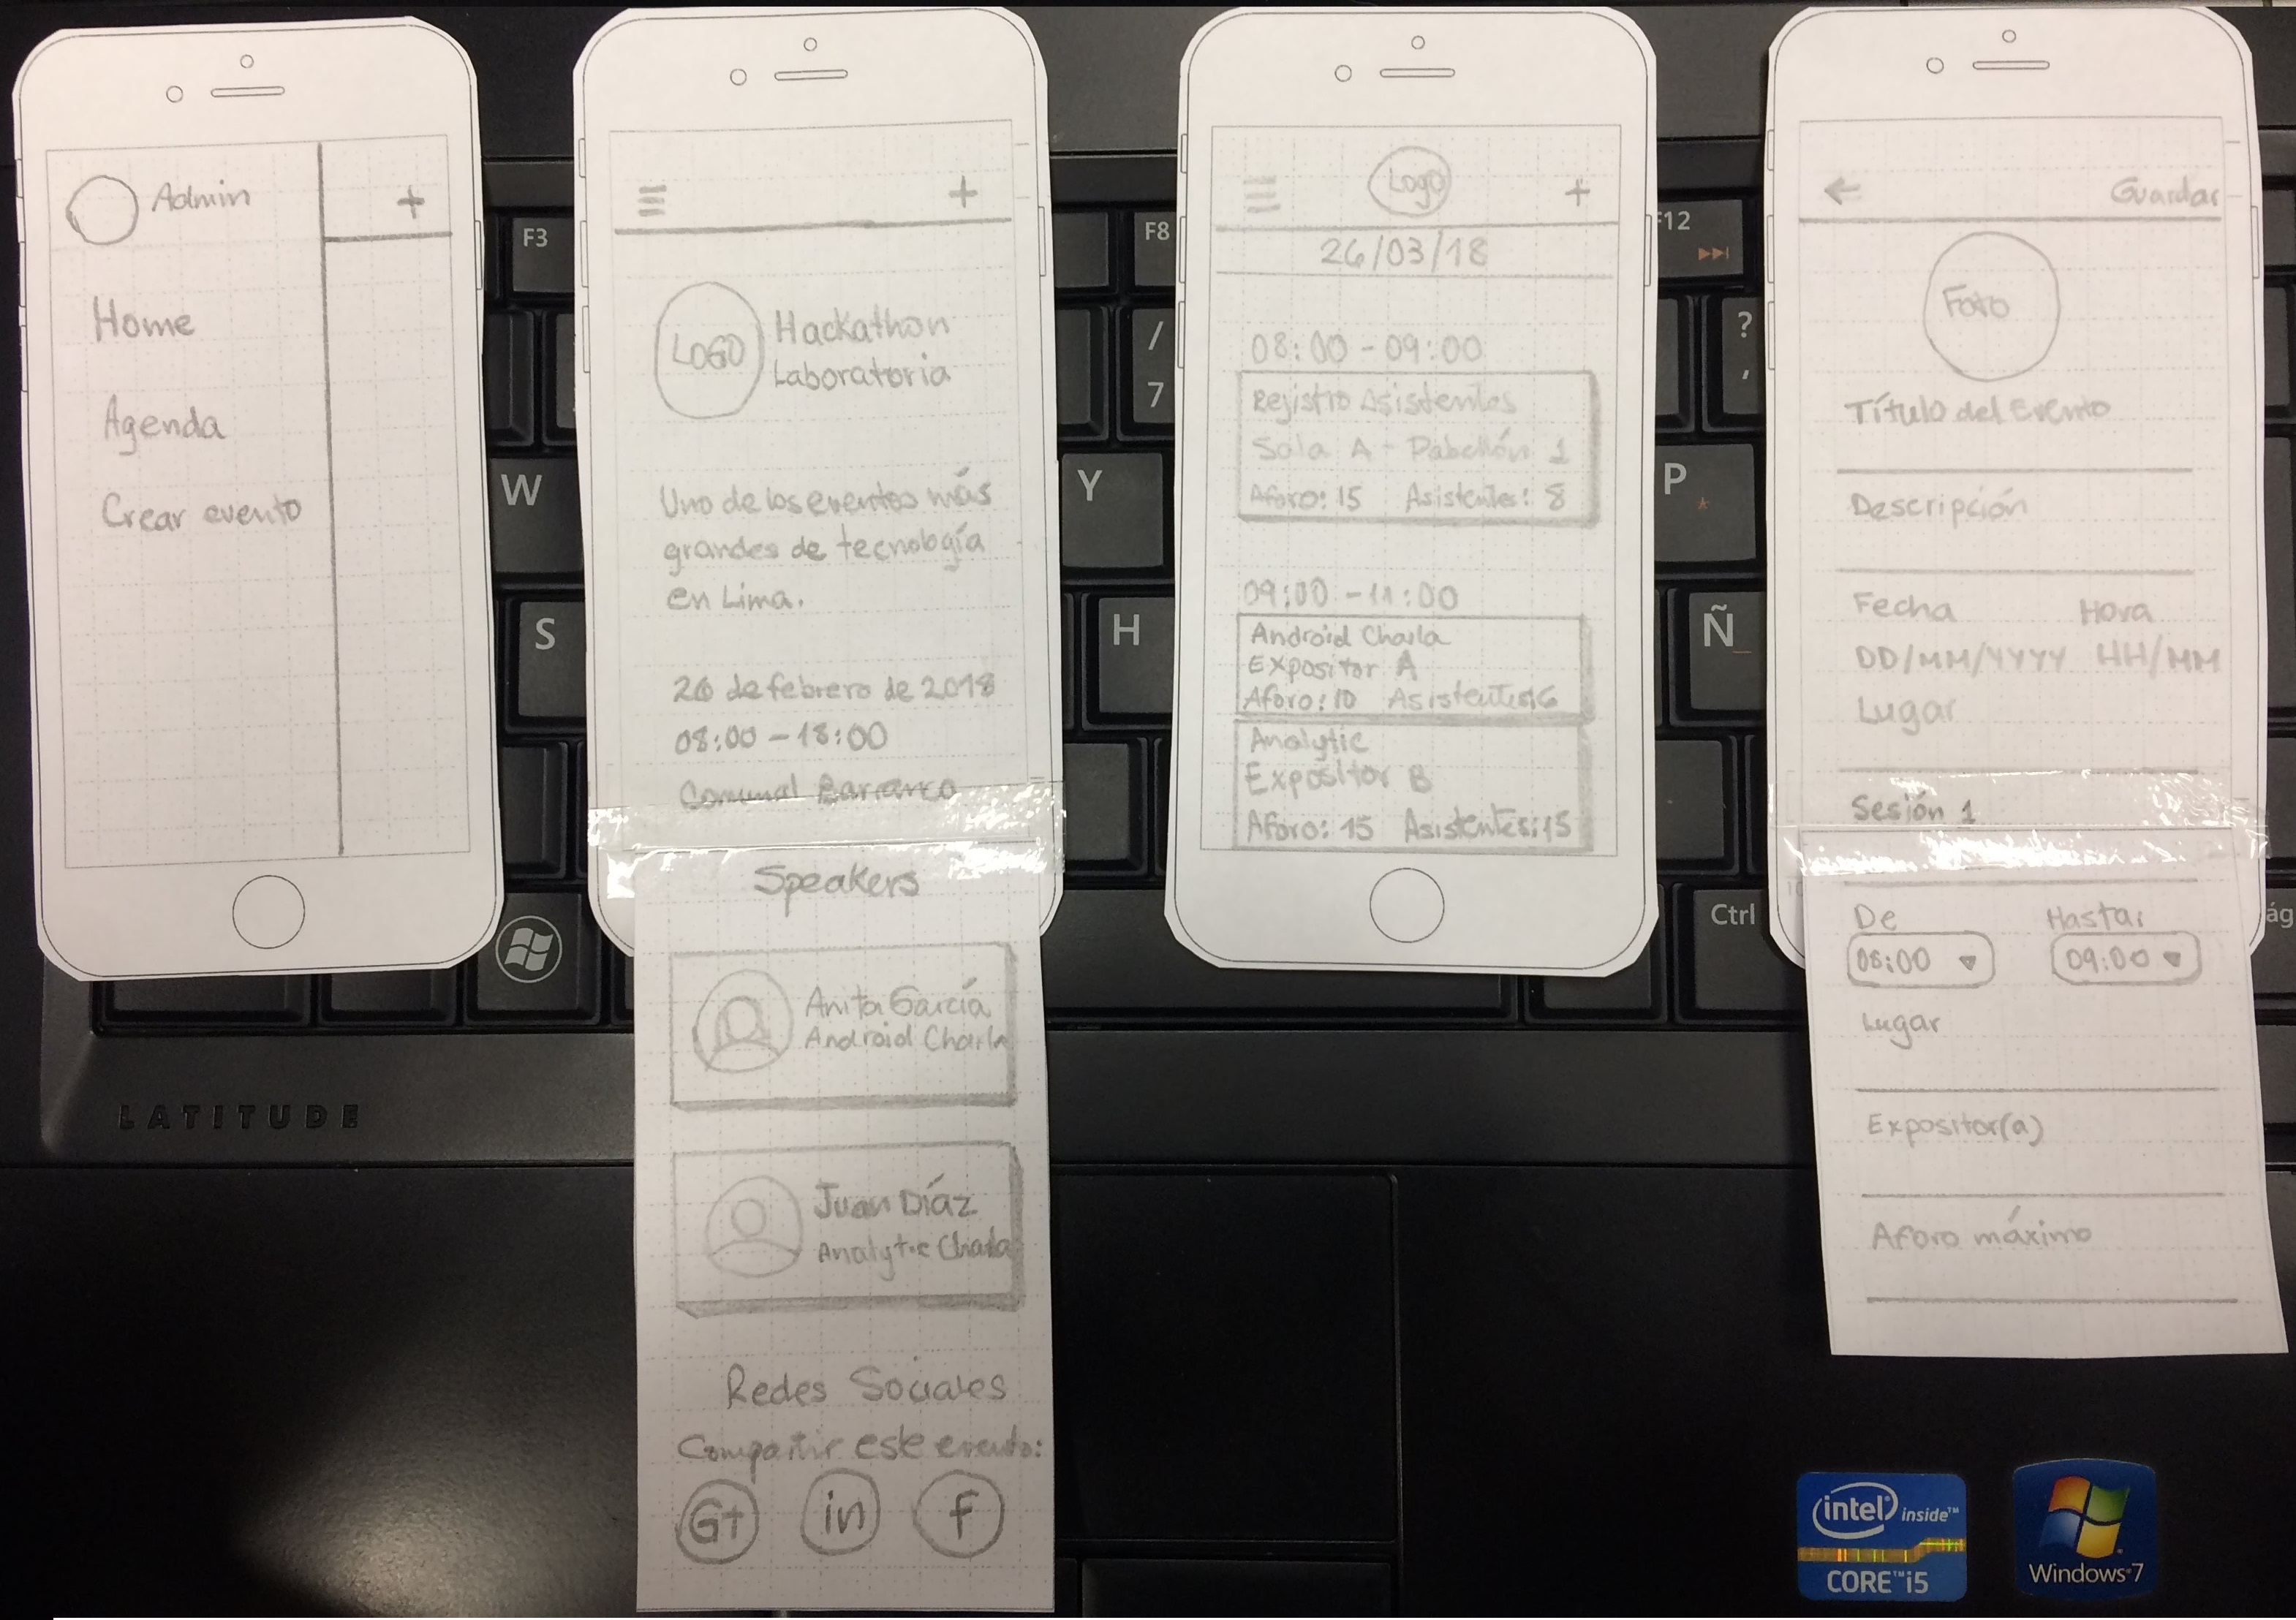 Admin
+
Home
Agenda
Crear evento
+
LOGO
Hackathon
Laboratoria
Uno de los eventos más
grandes de tecnología
en Lima.
26 de febrero de 2018
08:00 - 18:00
Comunal Barranco
Speakers
Anita García
Android Charla
Juan Díaz
Analytic Charla
Redes Sociales
Compartir este evento:
G+ in f
Logo
+
26/03/18
08:00 - 09:00
Registro Asistentes
Sala A - Pabellón 1
Aforo: 15 Asistentes: 8
09:00 - 11:00
Android Charla
Expositor A
Aforo: 10 Asistentes:6
Analytic
Expositor B
Aforo: 15 Asistentes:15
Guardar
Foto
Título del Evento
Descripción
Fecha Hora
DD/MM/YYYY HH/MM
Lugar
Sesión 1
De Hasta:
08:00 09:00
Lugar
Expositor(a)
Aforo máximo
F3
F8
F12
/
7
?
,
W
Y
P
*
S
H
Ñ
Ctrl
ág
LATITUDE
intel inside™
CORE™ i5
Windows 7